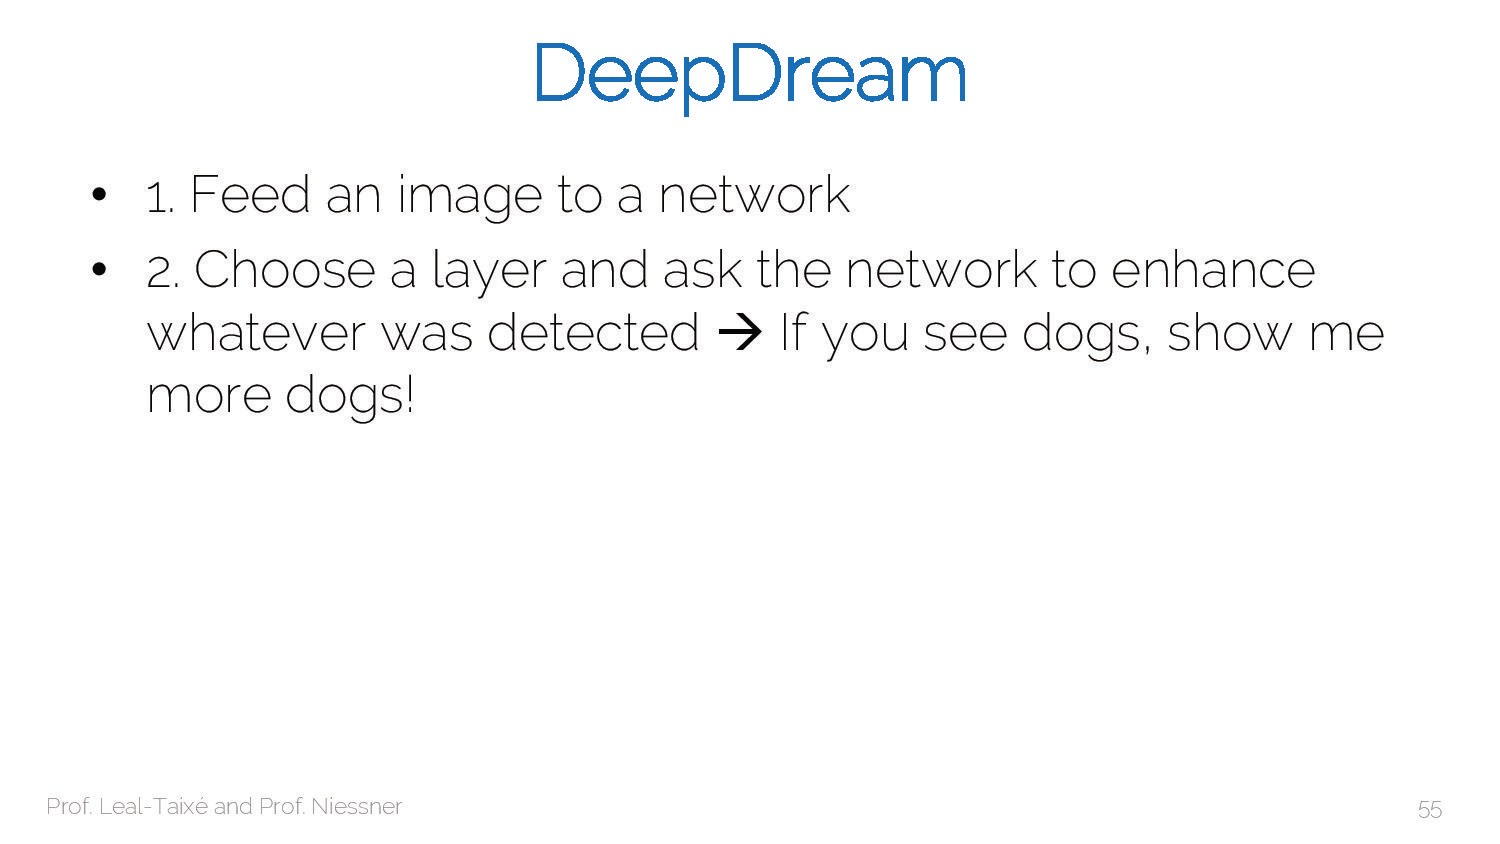 DeepDream
• 1. Feed an image to a network
• 2. Choose a layer and ask the network to enhance
whatever was detected → If you see dogs, show me
more dogs!
Prof. Leal-Taixé and Prof. Niessner
55